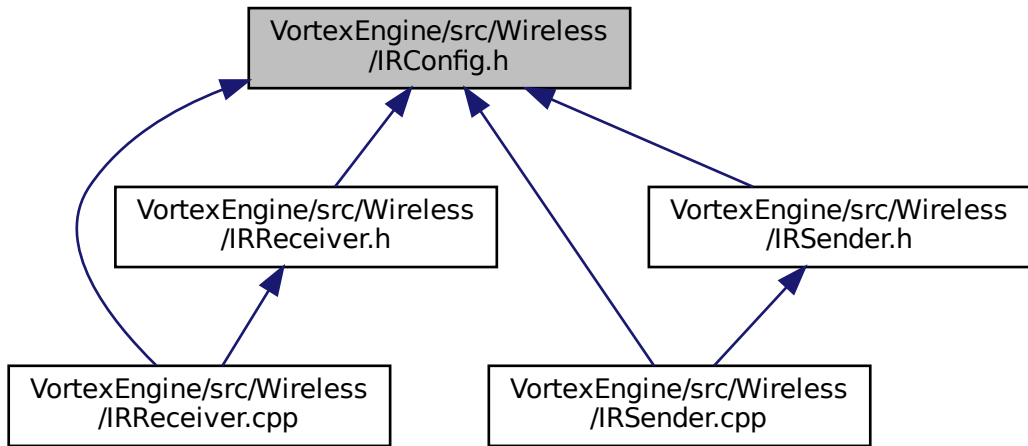 VortexEngine/src/Wireless
/IRConfig.h
VortexEngine/src/Wireless
/IRReceiver.h
VortexEngine/src/Wireless
/IRSender.h
VortexEngine/src/Wireless
/IRReceiver.cpp
VortexEngine/src/Wireless
/IRSender.cpp